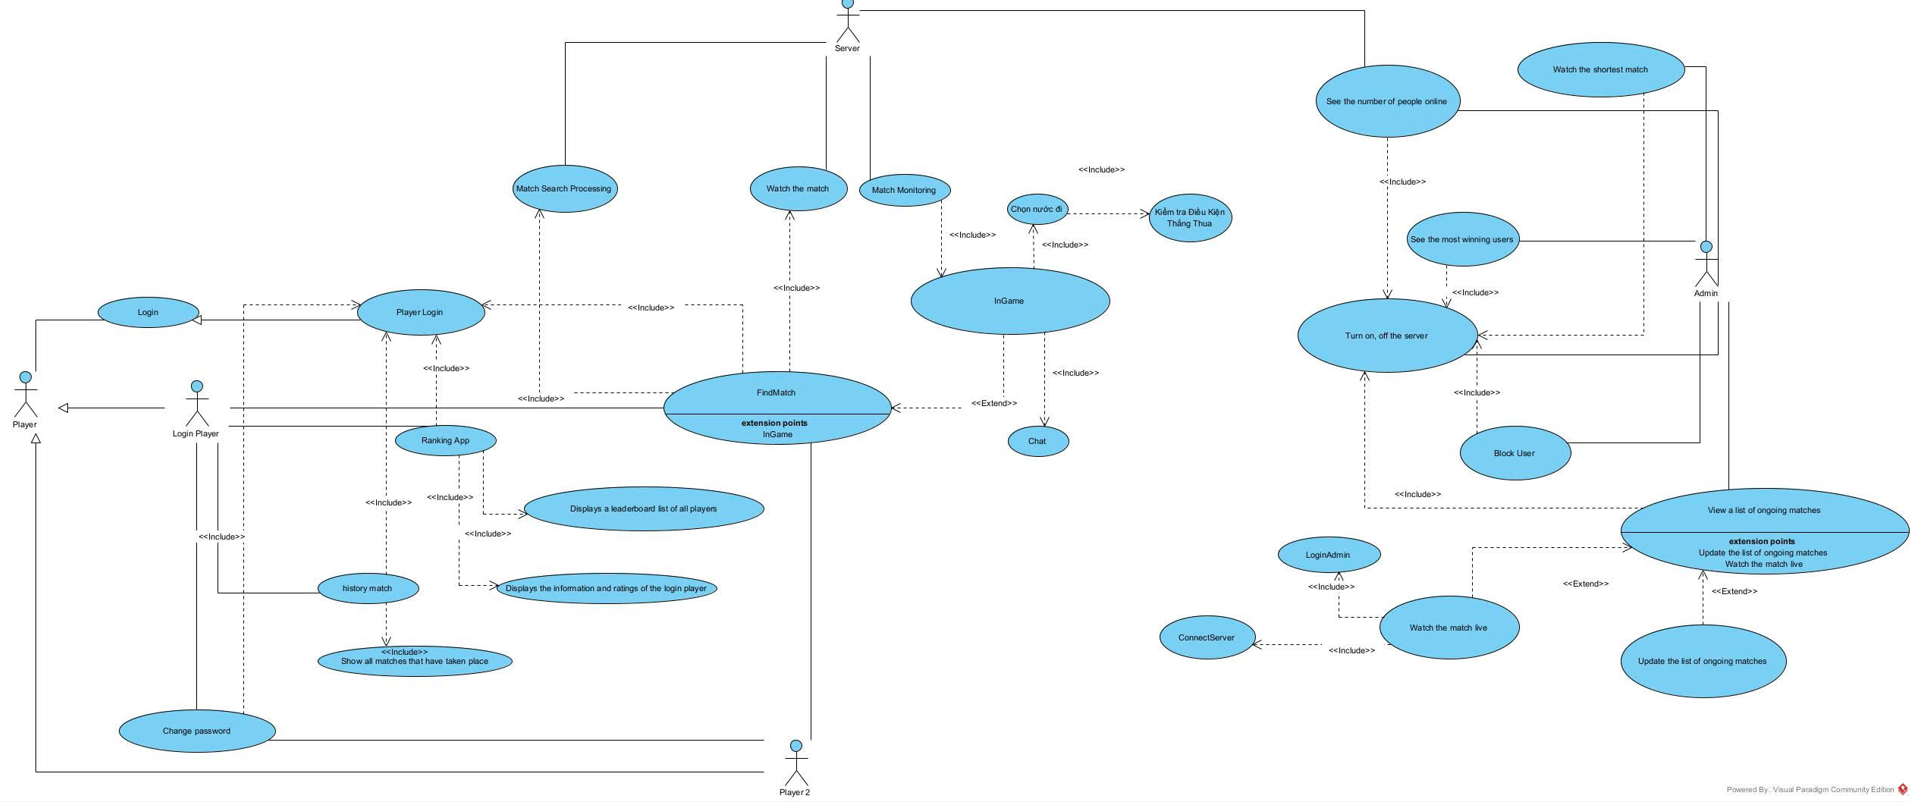 Server
Watch the shortest match
See the number of people online
<<Include>>
Match Search Processing
Watch the match
Match Monitoring
<<Include>>
Chọn nước đi
Kiểm tra Điều Kiện
Thắng Thua
<<Include>>
<<Include>>
See the most winning users
<<Include>>
InGame
<<Include>>
Admin
Login
Player Login
<<Include>>
Turn on, off the server
<<Include>>
<<Include>>
<<Include>>
FindMatch
extension points
InGame
<<Include>>
<<Extend>>
Player
Login Player
Ranking App
Chat
Block User
<<Include>>
<<Include>>
<<Include>>
Displays a leaderboard list of all players
View a list of ongoing matches
extension points
Update the list of ongoing matches
Watch the match live
<<Include>>
<<Include>>
LoginAdmin
<<Include>>
<<Extend>>
<<Extend>>
history match
Displays the information and ratings of the login player
Watch the match live
ConnectServer
<<Include>>
<<Include>>
Show all matches that have taken place
Update the list of ongoing matches
Change password
Player 2
Powered By: Visual Paradigm Community Edition